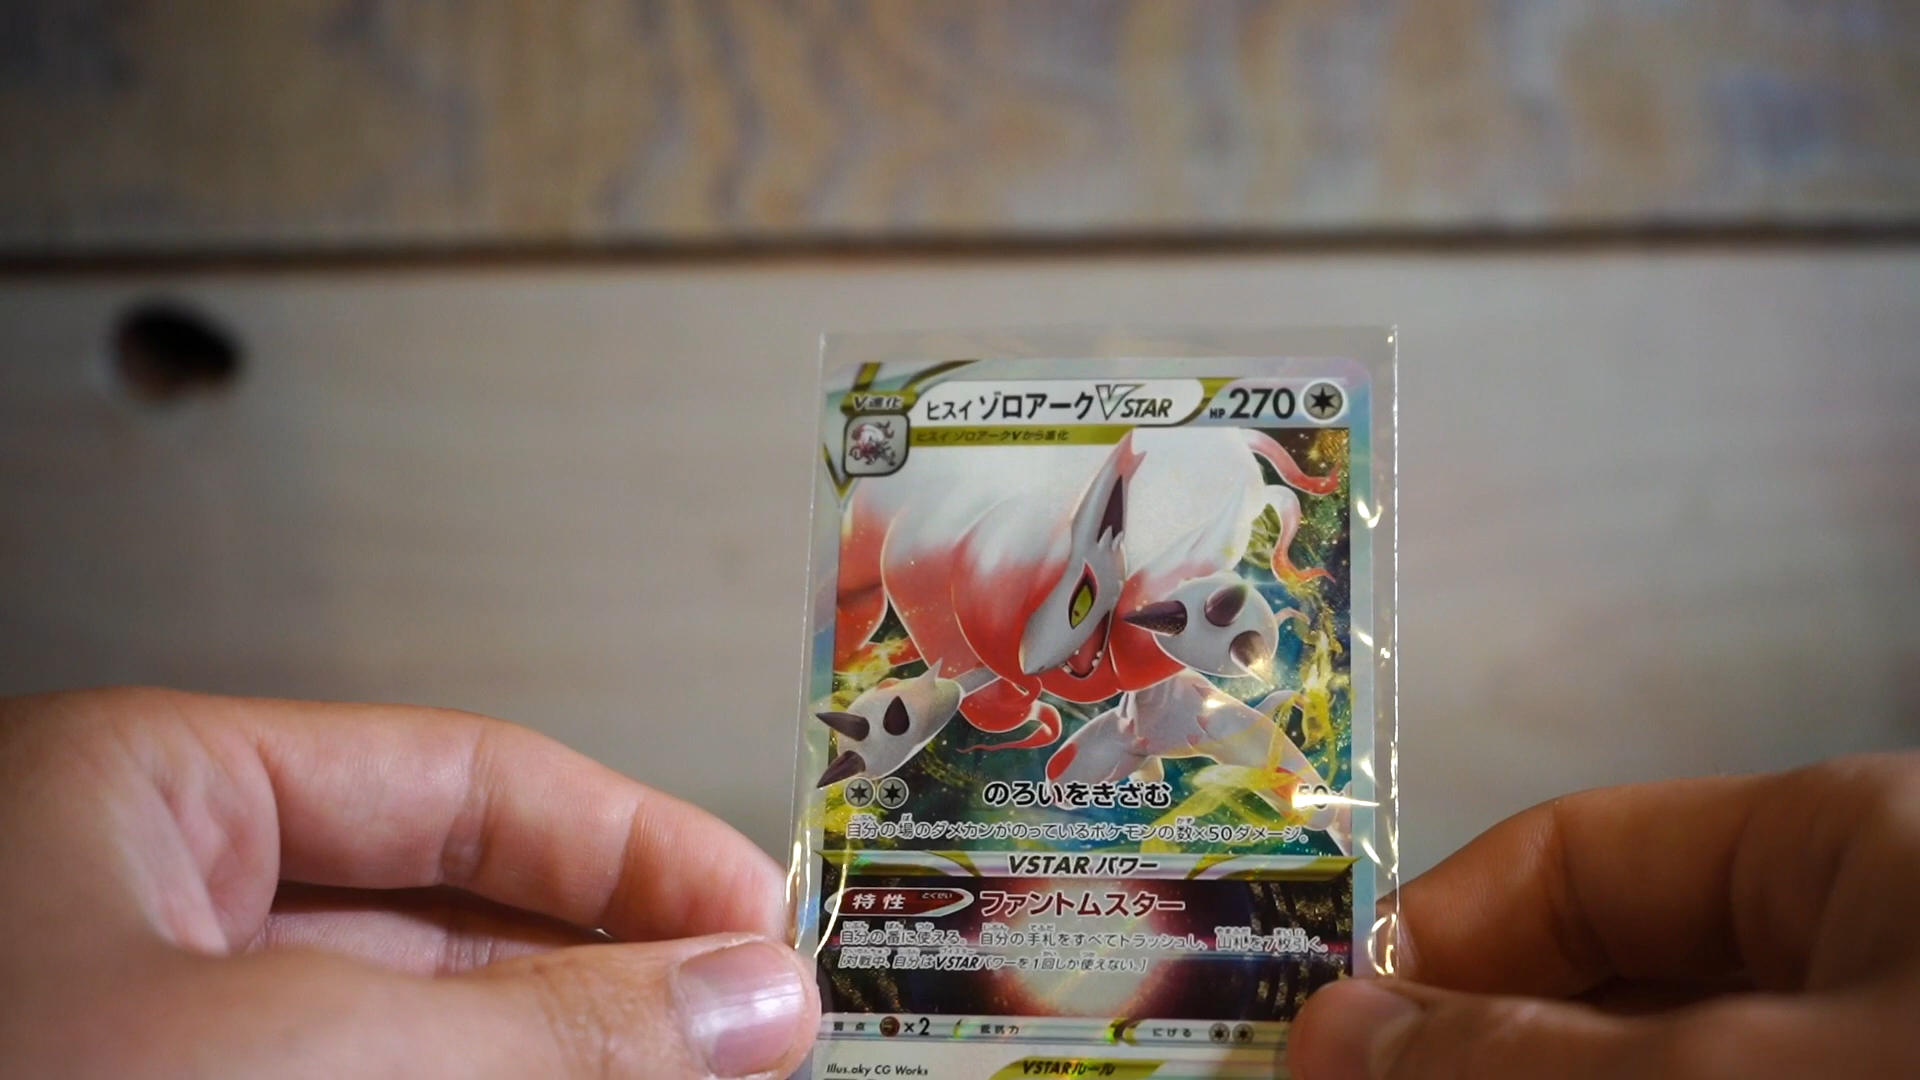 V進化
ヒスイ ゾロアークVSTAR HP 270
ヒスイ ゾロアークVから進化
のろいをきざむ 50×
自分の場のダメカンがのっているポケモンの数×50ダメージ。
VSTARパワー
特性 とくせい ファントムスター
自分の番に使える。自分の手札をすべてトラッシュし、山札を7枚引く。
[対戦中、自分はVSTARパワーを1回しか使えない。]
弱点 ×2 抵抗力 にげる
Illus.aky CG Works VSTARルール